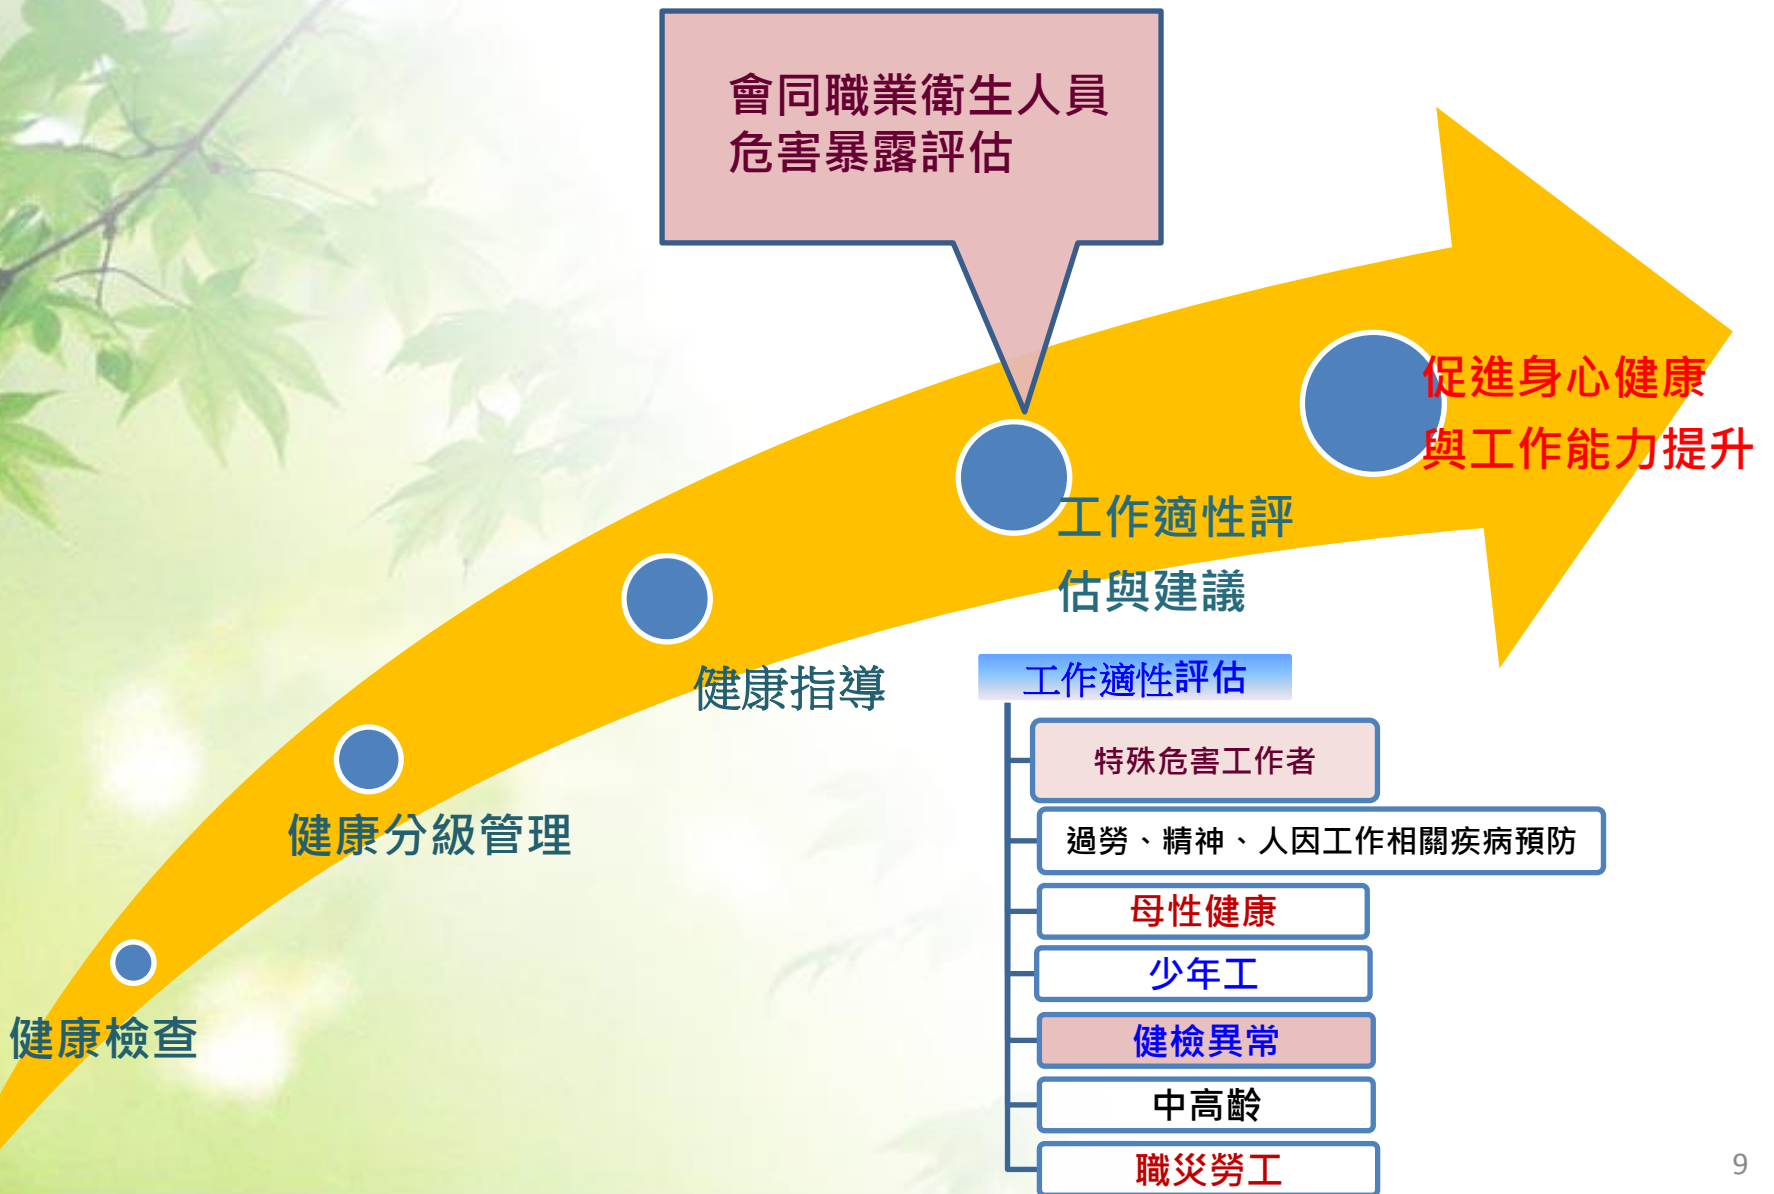 會同職業衛生人員
危害暴露評估
促進身心健康
與工作能力提升
工作適性評
估與建議
健康指導
健康分級管理
健康檢查
工作適性評估
特殊危害工作者
過勞、精神、人因工作相關疾病預防
母性健康
少年工
健檢異常
中高齡
職災勞工
9